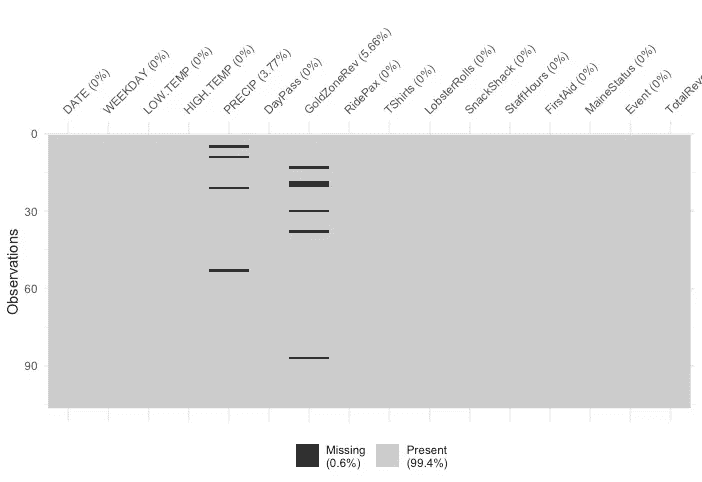 DATE (0%)
WEEKDAY (0%)
LOW.TEMP (0%)
HIGH.TEMP (0%)
PRECIP (3.77%)
DayPass (0%)
GoldZoneRev (5.66%)
RidePax (0%)
TShirts (0%)
LobsterRolls (0%)
SnackShack (0%)
StaffHours (0%)
FirstAid (0%)
MaineStatus (0%)
Event (0%)
TotalRev
0
30
60
90
Observations
Missing
(0.6%)
Present
(99.4%)